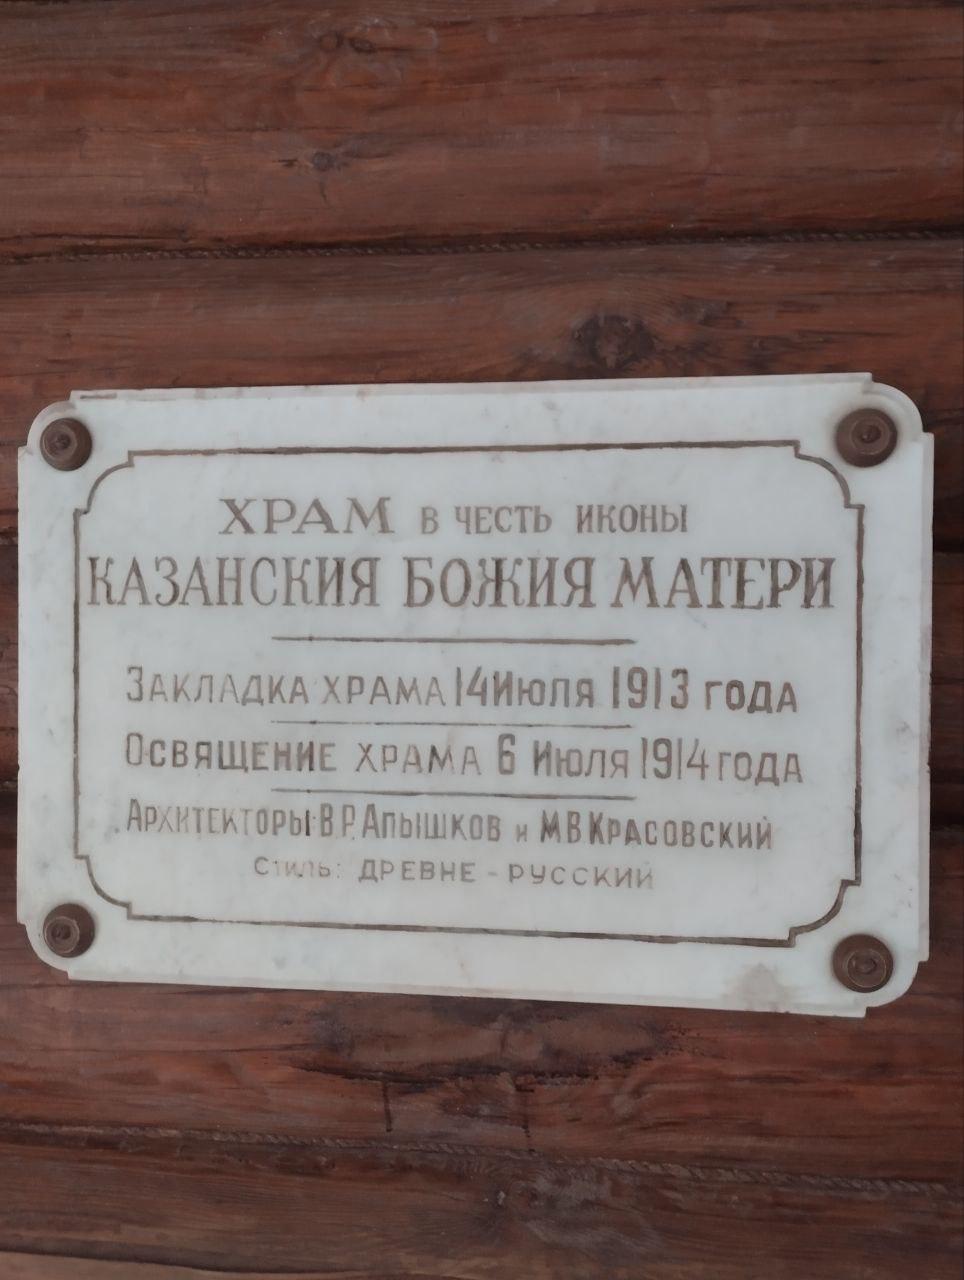 ХРАМ В ЧЕСТЬ ИКОНЫ
КАЗАНСКИЯ БОЖИЯ МАТЕРИ
ЗАКЛАДКА ХРАМА 14 ИЮЛЯ 1913 ГОДА
ОСВЯЩЕНИЕ ХРАМА 6 ИЮЛЯ 1914 ГОДА
АРХИТЕКТОРЫ: В.Р. АПЫШКОВ И М.В КРАСОВСКИЙ
СТИЛЬ: ДРЕВНЕ - РУССКИЙ